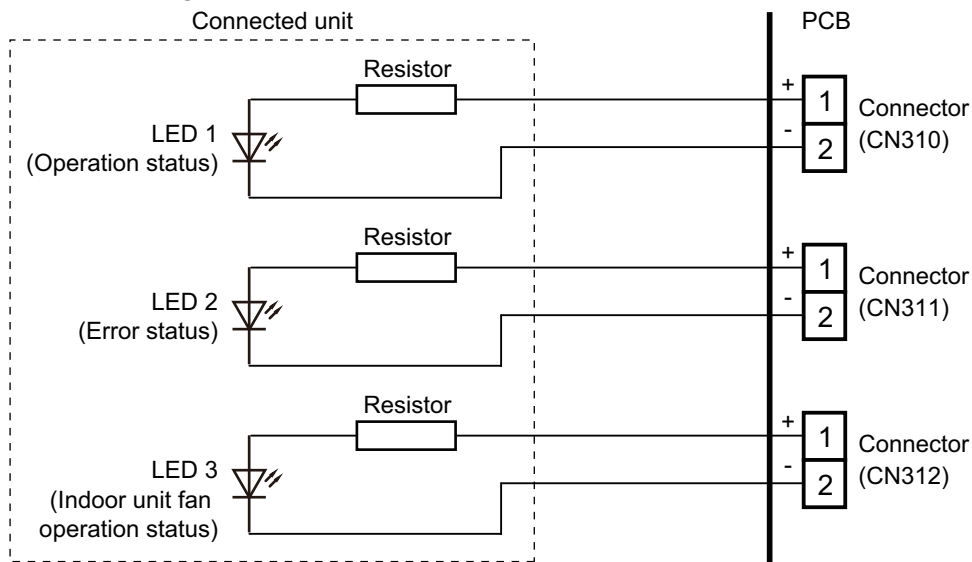 Connected unit
PCB
Resistor
LED 1
(Operation status)
+
-
1
2
Connector
(CN310)
Resistor
LED 2
(Error status)
+
-
1
2
Connector
(CN311)
Resistor
LED 3
(Indoor unit fan
operation status)
+
-
1
2
Connector
(CN312)